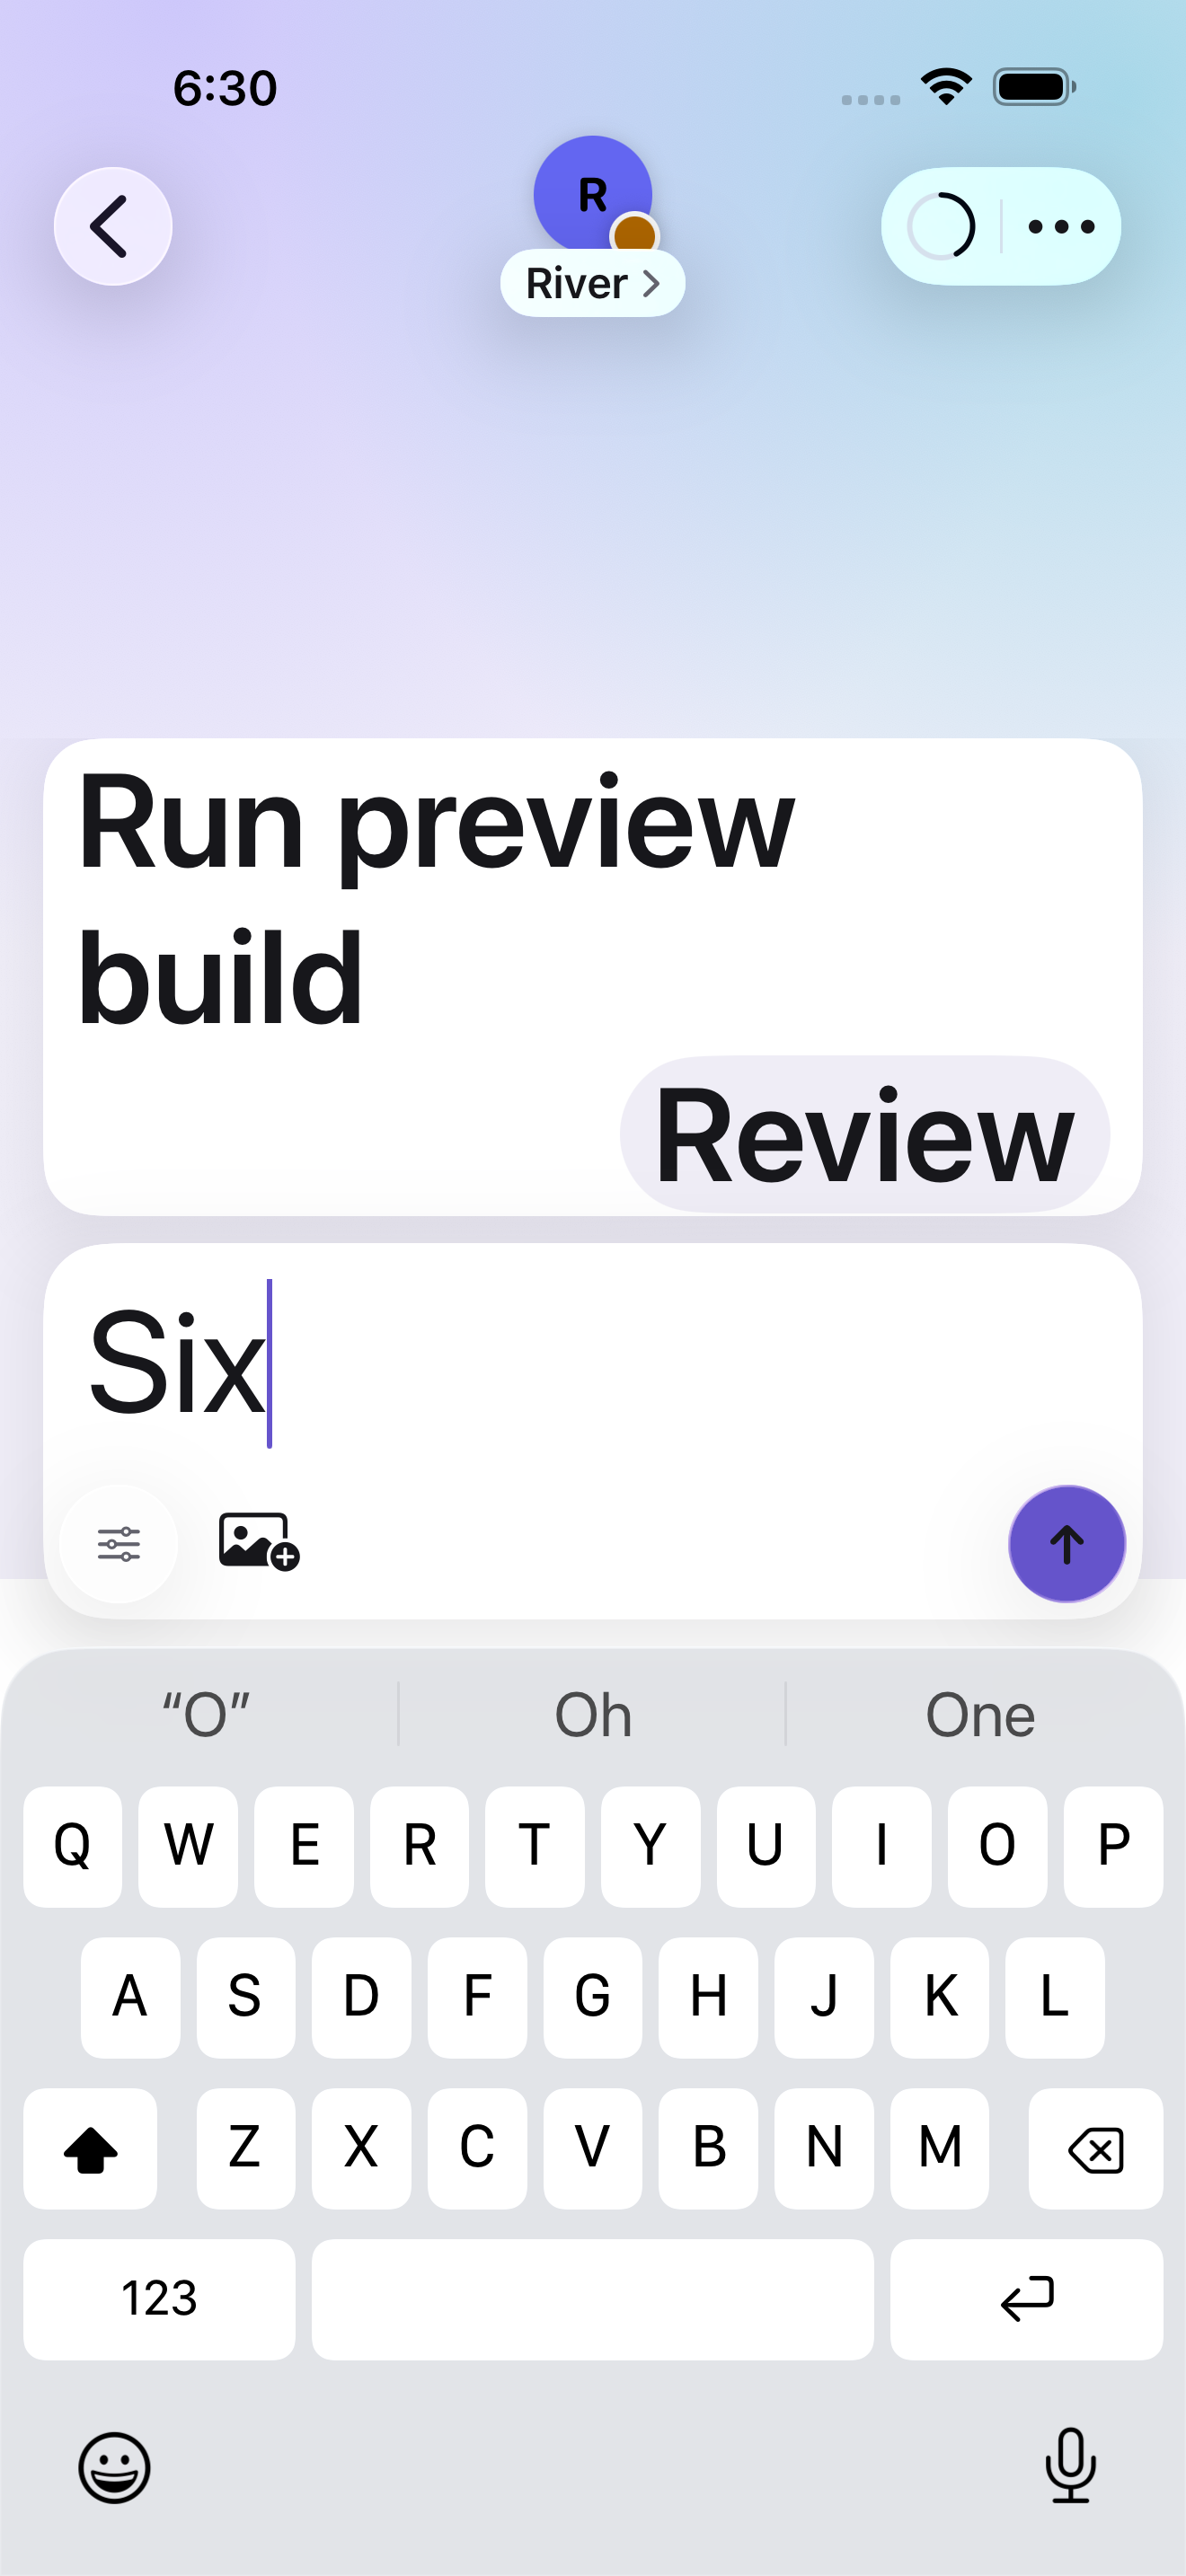 6:30
R
River
Run preview
build
Review
Six
“O” Oh One
Q W E R T Y U I O P
A S D F G H J K L
Z X C V B N M
123